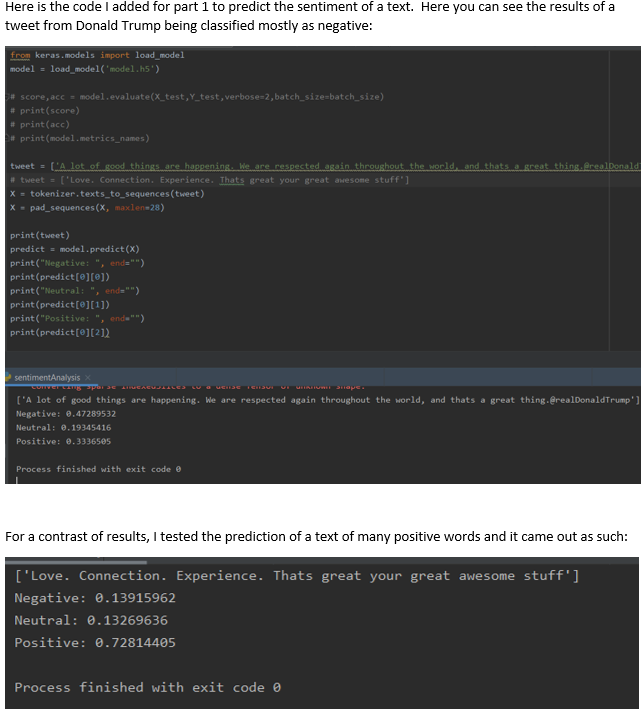 Here is the code I added for part 1 to predict the sentiment of a text.  Here you can see the results of a
tweet from Donald Trump being classified mostly as negative:
from keras.models import load_model
model = load_model('model.h5')
# score,acc = model.evaluate(X_test,Y_test,verbose=2,batch_size=batch_size)
# print(score)
# print(acc)
# print(model.metrics_names)
tweet = ['A lot of good things are happening. We are respected again throughout the world, and thats a great thing.@realDonald
# tweet = ['Love. Connection. Experience. Thats great your great awesome stuff']
X = tokenizer.texts_to_sequences(tweet)
X = pad_sequences(X, maxlen=28)
print(tweet)
predict = model.predict(X)
print("Negative: ", end="")
print(predict[0][0])
print("Neutral: ", end="")
print(predict[0][1])
print("Positive: ", end="")
print(predict[0][2])
sentimentAnalysis ×
Converting sparse IndexedSlices to a dense Tensor of unknown shape.
['A lot of good things are happening. We are respected again throughout the world, and thats a great thing.@realDonaldTrump']
Negative: 0.47289532
Neutral: 0.19345416
Positive: 0.3336505
Process finished with exit code 0
For a contrast of results, I tested the prediction of a text of many positive words and it came out as such:
['Love. Connection. Experience. Thats great your great awesome stuff']
Negative: 0.13915962
Neutral: 0.13269636
Positive: 0.72814405
Process finished with exit code 0